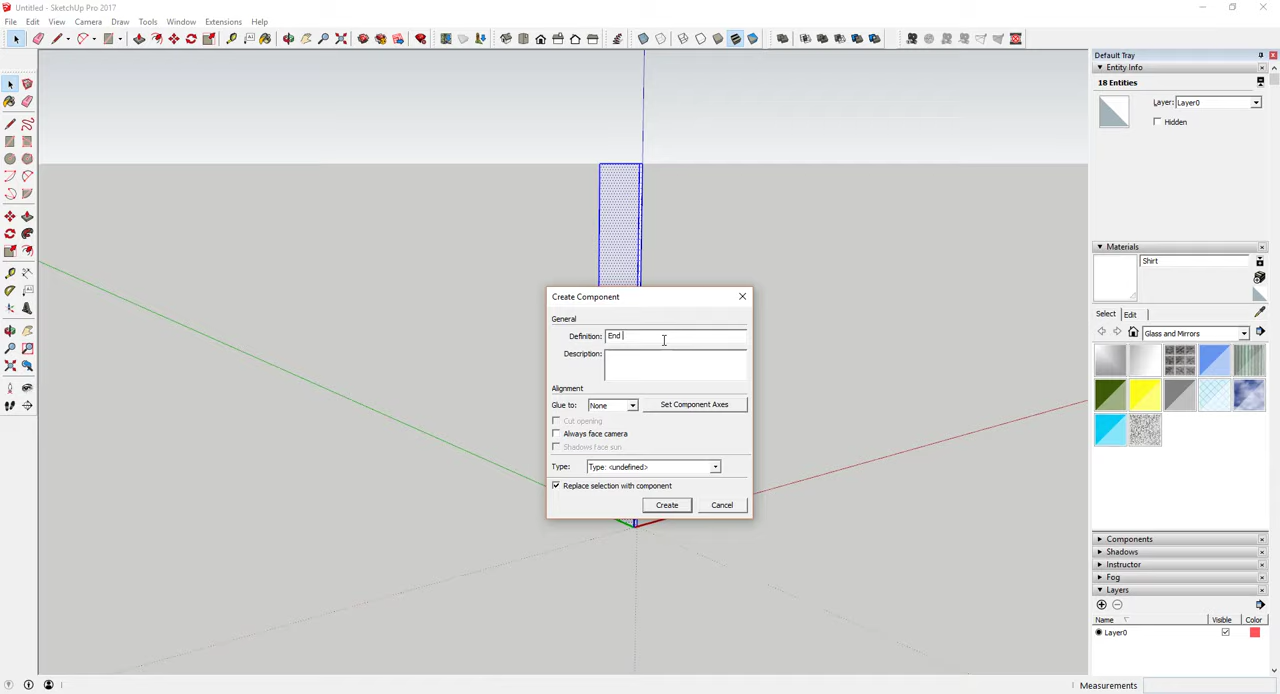 Untitled - SketchUp Pro 2017
File Edit View Camera Draw Tools Window Extensions Help
Default Tray
Entity Info
18 Entities
Layer: Layer0
Hidden
Materials
Shirt
Select Edit
Glass and Mirrors
Create Component
General
Definition: End
Description:
Alignment
Glue to: None Set Component Axes
Cut opening
Always face camera
Shadows face sun
Type: Type: <undefined>
Replace selection with component
Create Cancel
Components
Shadows
Instructor
Fog
Layers
Name Visible Color
Layer0
Measurements